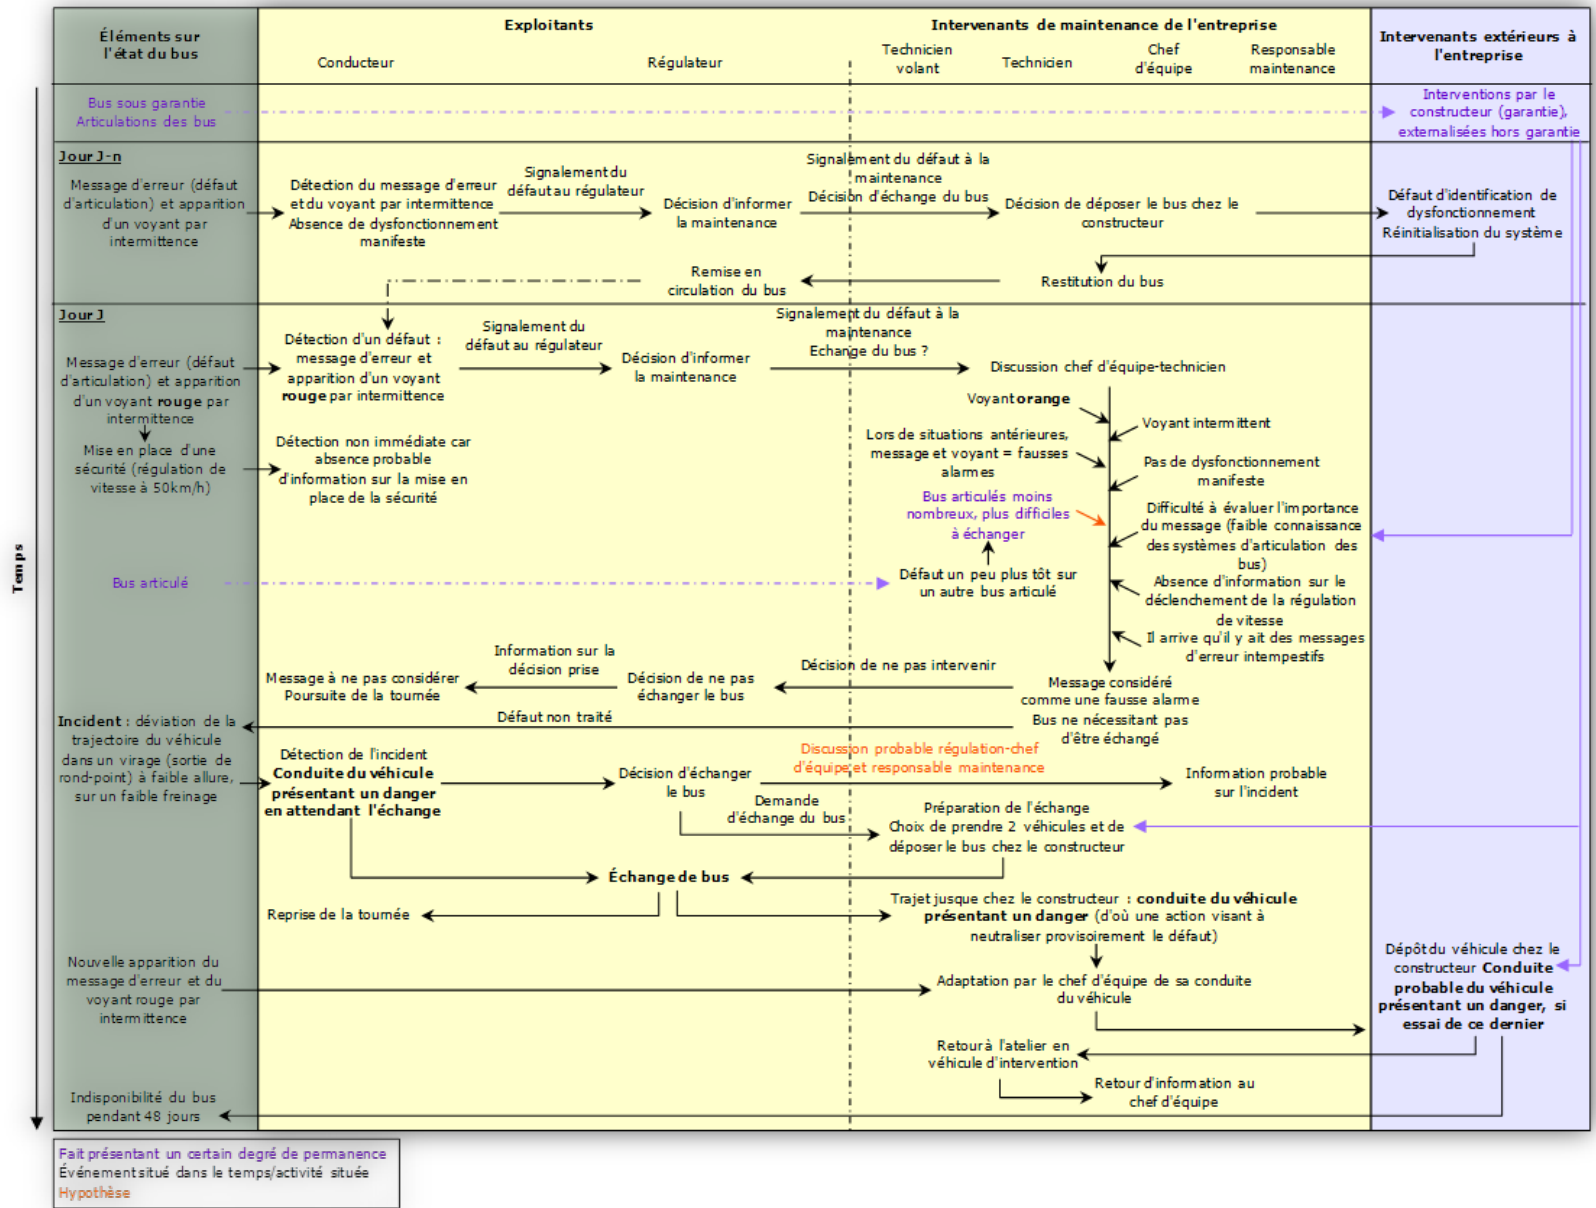 Éléments sur
l'état du bus
Exploitants
Conducteur
Régulateur
Intervenants de maintenance de l'entreprise
Technicien
volant
Technicien
Chef
d'équipe
Responsable
maintenance
Intervenants extérieurs à
l'entreprise
Temps
Bus sous garantie
Articulations des bus
Interventions par le
constructeur (garantie),
externalisées hors garantie
Jour J-n
Message d'erreur (défaut
d'articulation) et apparition
d'un voyant par
intermittence
Détection du message d'erreur
et du voyant par intermittence
Absence de dysfonctionnement
manifeste
Signalement du
défaut au régulateur
Décision d'informer
la maintenance
Signalement du défaut à la
maintenance
Décision d'échange du bus
Décision de déposer le bus chez le
constructeur
Défaut d'identification de
dysfonctionnement
Réinitialisation du système
Restitution du bus
Remise en
circulation du bus
Jour J
Message d'erreur (défaut
d'articulation) et apparition
d'un voyant rouge par
intermittence
Mise en place d'une
sécurité (régulation de
vitesse à 50km/h)
Détection d'un défaut :
message d'erreur et
apparition d'un voyant
rouge par intermittence
Détection non immédiate car
absence probable
d'information sur la mise en
place de la sécurité
Signalement du
défaut au régulateur
Décision d'informer
la maintenance
Signalement du défaut à la
maintenance
Echange du bus ?
Discussion chef d'équipe-technicien
Voyant orange
Voyant intermittent
Lors de situations antérieures,
message et voyant = fausses
alarmes
Pas de dysfonctionnement
manifeste
Bus articulés moins
nombreux, plus difficiles
à échanger
Difficulté à évaluer l'importance
du message (faible connaissance
des systèmes d'articulation des
bus)
Bus articulé
Défaut un peu plus tôt sur
un autre bus articulé
Absence d'information sur le
déclenchement de la régulation
de vitesse
Il arrive qu'il y ait des messages
d'erreur intempestifs
Message considéré
comme une fausse alarme
Bus ne nécessitant pas
d'être échangé
Décision de ne pas intervenir
Décision de ne pas
échanger le bus
Information sur la
décision prise
Message à ne pas considérer
Poursuite de la tournée
Défaut non traité
Incident : déviation de la
trajectoire du véhicule
dans un virage (sortie de
rond-point) à faible allure,
sur un faible freinage
Détection de l'incident
Conduite du véhicule
présentant un danger
en attendant l'échange
Décision d'échanger
le bus
Discussion probable régulation-chef
d'équipe et responsable maintenance
Information probable
sur l'incident
Demande
d'échange du bus
Préparation de l'échange
Choix de prendre 2 véhicules et de
déposer le bus chez le constructeur
Échange de bus
Reprise de la tournée
Trajet jusque chez le constructeur : conduite du véhicule
présentant un danger (d'où une action visant à
neutraliser provisoirement le défaut)
Nouvelle apparition du
message d'erreur et du
voyant rouge par
intermittence
Adaptation par le chef d'équipe de sa conduite
du véhicule
Dépôt du véhicule chez le
constructeur Conduite
probable du véhicule
présentant un danger, si
essai de ce dernier
Retour à l'atelier en
véhicule d'intervention
Retour d'information au
chef d'équipe
Indisponibilité du bus
pendant 48 jours
Fait présentant un certain degré de permanence
Événement situé dans le temps/activité située
Hypothèse